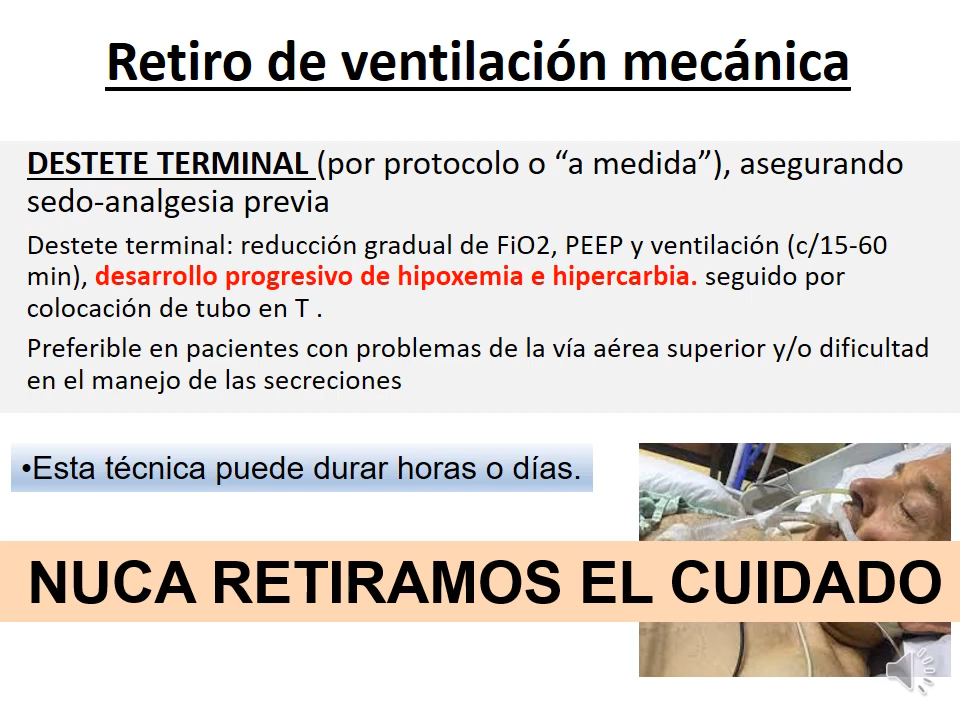 Retiro de ventilación mecánica
DESTETE TERMINAL (por protocolo o “a medida”), asegurando
sedo-analgesia previa
Destete terminal: reducción gradual de FiO2, PEEP y ventilación (c/15-60
min), desarrollo progresivo de hipoxemia e hipercarbia. seguido por
colocación de tubo en T .
Preferible en pacientes con problemas de la vía aérea superior y/o dificultad
en el manejo de las secreciones
•Esta técnica puede durar horas o días.
NUCA RETIRAMOS EL CUIDADO